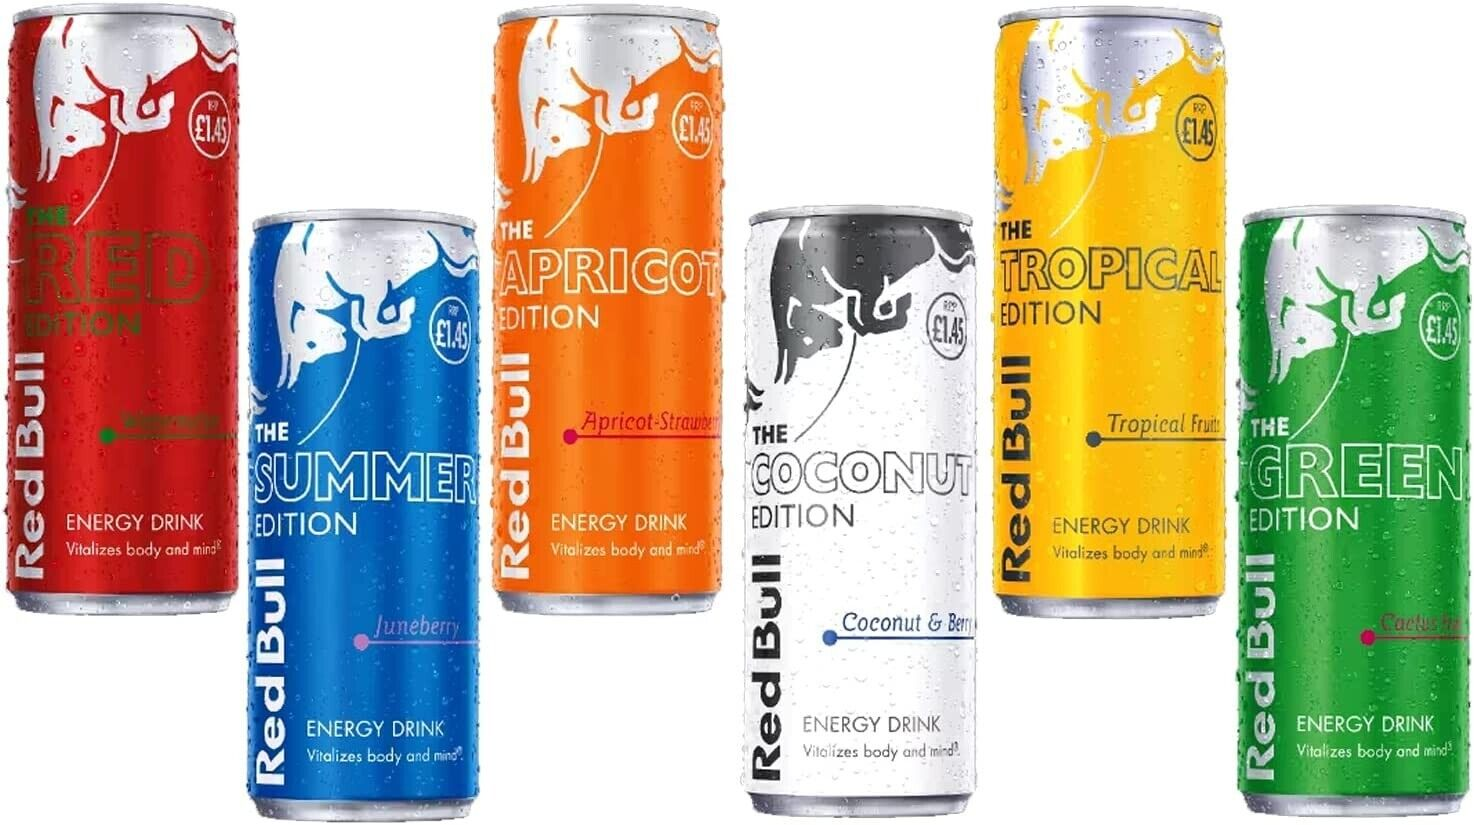 RRP
£1.45
THE
RED
EDITION
Watermelon
Red Bull
ENERGY DRINK
Vitalizes body and mind®.
RRP
£1.45
THE
SUMMER
EDITION
Juneberry
Red Bull
ENERGY DRINK
Vitalizes body and mind®.
RRP
£1.45
THE
APRICOT
EDITION
Apricot-Strawber
Red Bull
ENERGY DRINK
Vitalizes body and mind®.
RRP
£1.45
THE
COCONUT
EDITION
Coconut & Berry
Red Bull
ENERGY DRINK
Vitalizes body and mind®.
RRP
£1.45
THE
TROPICAL
EDITION
Tropical Fruits
Red Bull
ENERGY DRINK
Vitalizes body and mind®.
RRP
£1.45
THE
GREEN
EDITION
Cactus
Red Bull
ENERGY DRINK
Vitalizes body and mind®.